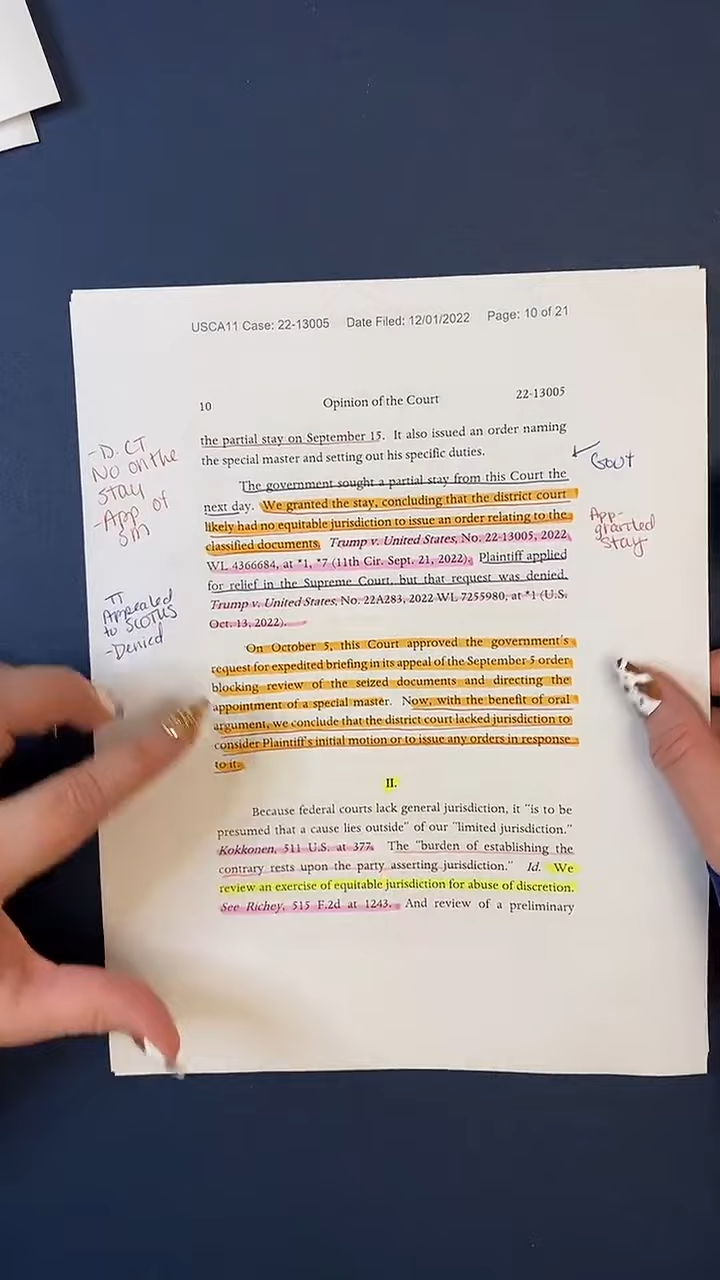 USCA11 Case: 22-13005 Date Filed: 12/01/2022 Page: 10 of 21
10 Opinion of the Court 22-13005
the partial stay on September 15. It also issued an order naming
the special master and setting out his specific duties.
The government sought a partial stay from this Court the
next day. We granted the stay, concluding that the district court
likely had no equitable jurisdiction to issue an order relating to the
classified documents. Trump v. United States, No. 22-13005, 2022
WL 4366684, at *1, *7 (11th Cir. Sept. 21, 2022). Plaintiff applied
for relief in the Supreme Court, but that request was denied.
Trump v. United States, No. 22A283, 2022 WL 7255980, at *1 (U.S.
Oct. 13, 2022).
On October 5, this Court approved the government's
request for expedited briefing in its appeal of the September 5 order
blocking review of the seized documents and directing the
appointment of a special master. Now, with the benefit of oral
argument, we conclude that the district court lacked jurisdiction to
consider Plaintiff's initial motion or to issue any orders in response
to it.
II.
Because federal courts lack general jurisdiction, it "is to be
presumed that a cause lies outside" of our "limited jurisdiction."
Kokkonen, 511 U.S. at 377. The "burden of establishing the
contrary rests upon the party asserting jurisdiction." Id. We
review an exercise of equitable jurisdiction for abuse of discretion.
See Richey, 515 F.2d at 1243. And review of a preliminary
- D. CT
No on the
stay
- App of
SM
π
Appealed
to SCOTUS
- Denied
Govt
App-
granted
stay